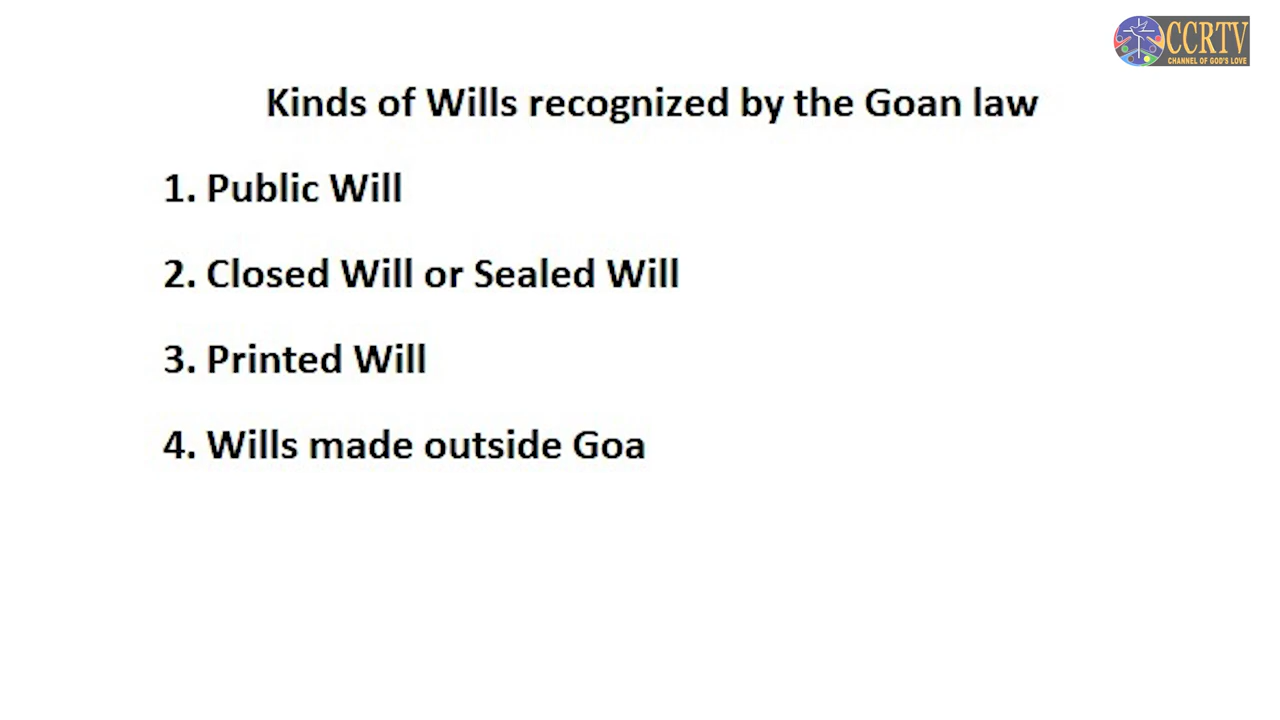 CCRTV
CHANNEL OF GOD'S LOVE
Kinds of Wills recognized by the Goan law
1. Public Will
2. Closed Will or Sealed Will
3. Printed Will
4. Wills made outside Goa